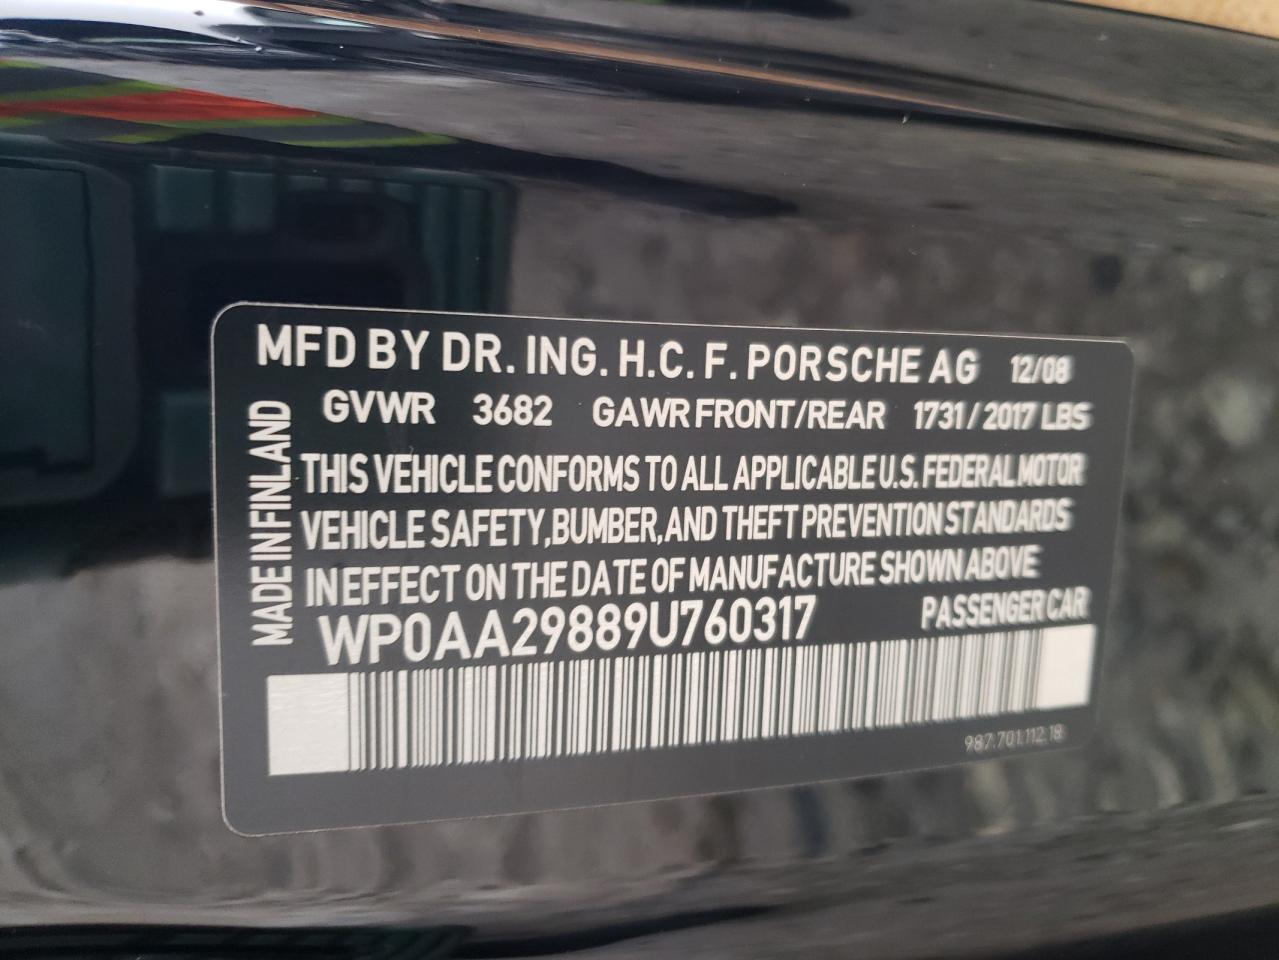 MFD BY DR. ING. H.C. F. PORSCHE AG 12/08
GVWR 3682 GAWR FRONT/REAR 1731/2017 LBS
MADE IN FINLAND
THIS VEHICLE CONFORMS TO ALL APPLICABLE U.S. FEDERAL MOTOR
VEHICLE SAFETY, BUMBER, AND THEFT PREVENTION STANDARDS
IN EFFECT ON THE DATE OF MANUFACTURE SHOWN ABOVE
WP0AA29889U760317 PASSENGER CAR
987.701.112.18